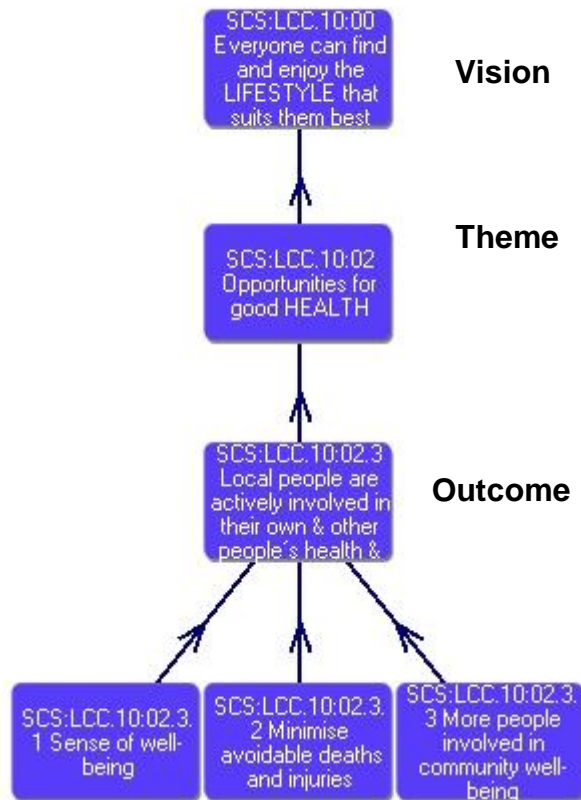 SCS:LCC.10:00
Everyone can find
and enjoy the
LIFESTYLE that
suits them best
Vision
SCS:LCC.10:02
Opportunities for
good HEALTH
Theme
SCS:LCC.10:02.3
Local people are
actively involved in
their own & other
people´s health &
Outcome
SCS:LCC.10:02.3.
1 Sense of well-
being
SCS:LCC.10:02.3.
2 Minimise
avoidable deaths
and injuries
SCS:LCC.10:02.3.
3 More people
involved in
community well-
being